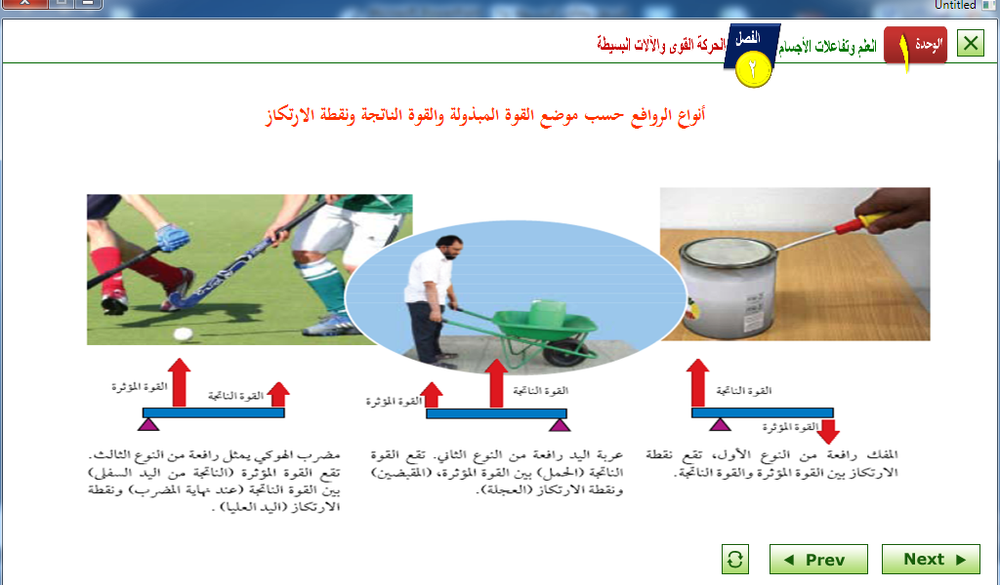 Untitled
الوحدة ١
العلم وتفاعلات الأجسام
الفصل ٢
الحركة القوى والآلات البسيطة
أنواع الروافع حسب موضع القوة المبذولة والقوة الناتجة ونقطة الارتكاز
القوة الناتجة
القوة المؤثرة
المفك رافعة من النوع الأول، تقع نقطة
الارتكاز بين القوة المؤثرة والقوة الناتجة.
القوة الناتجة
القوة المؤثرة
عربة اليد رافعة من النوع الثاني. تقع القوة
الناتجة (الحمل) بين القوة المؤثرة، (المقبضين)
ونقطة الارتكاز (العجلة).
القوة المؤثرة
القوة الناتجة
مضرب الهوكي يمثل رافعة من النوع الثالث.
تقع القوة المؤثرة (الناتجة من اليد السفلى)
بين القوة الناتجة (عند نهاية المضرب) ونقطة
الارتكاز (اليد العليا) .
Prev
Next